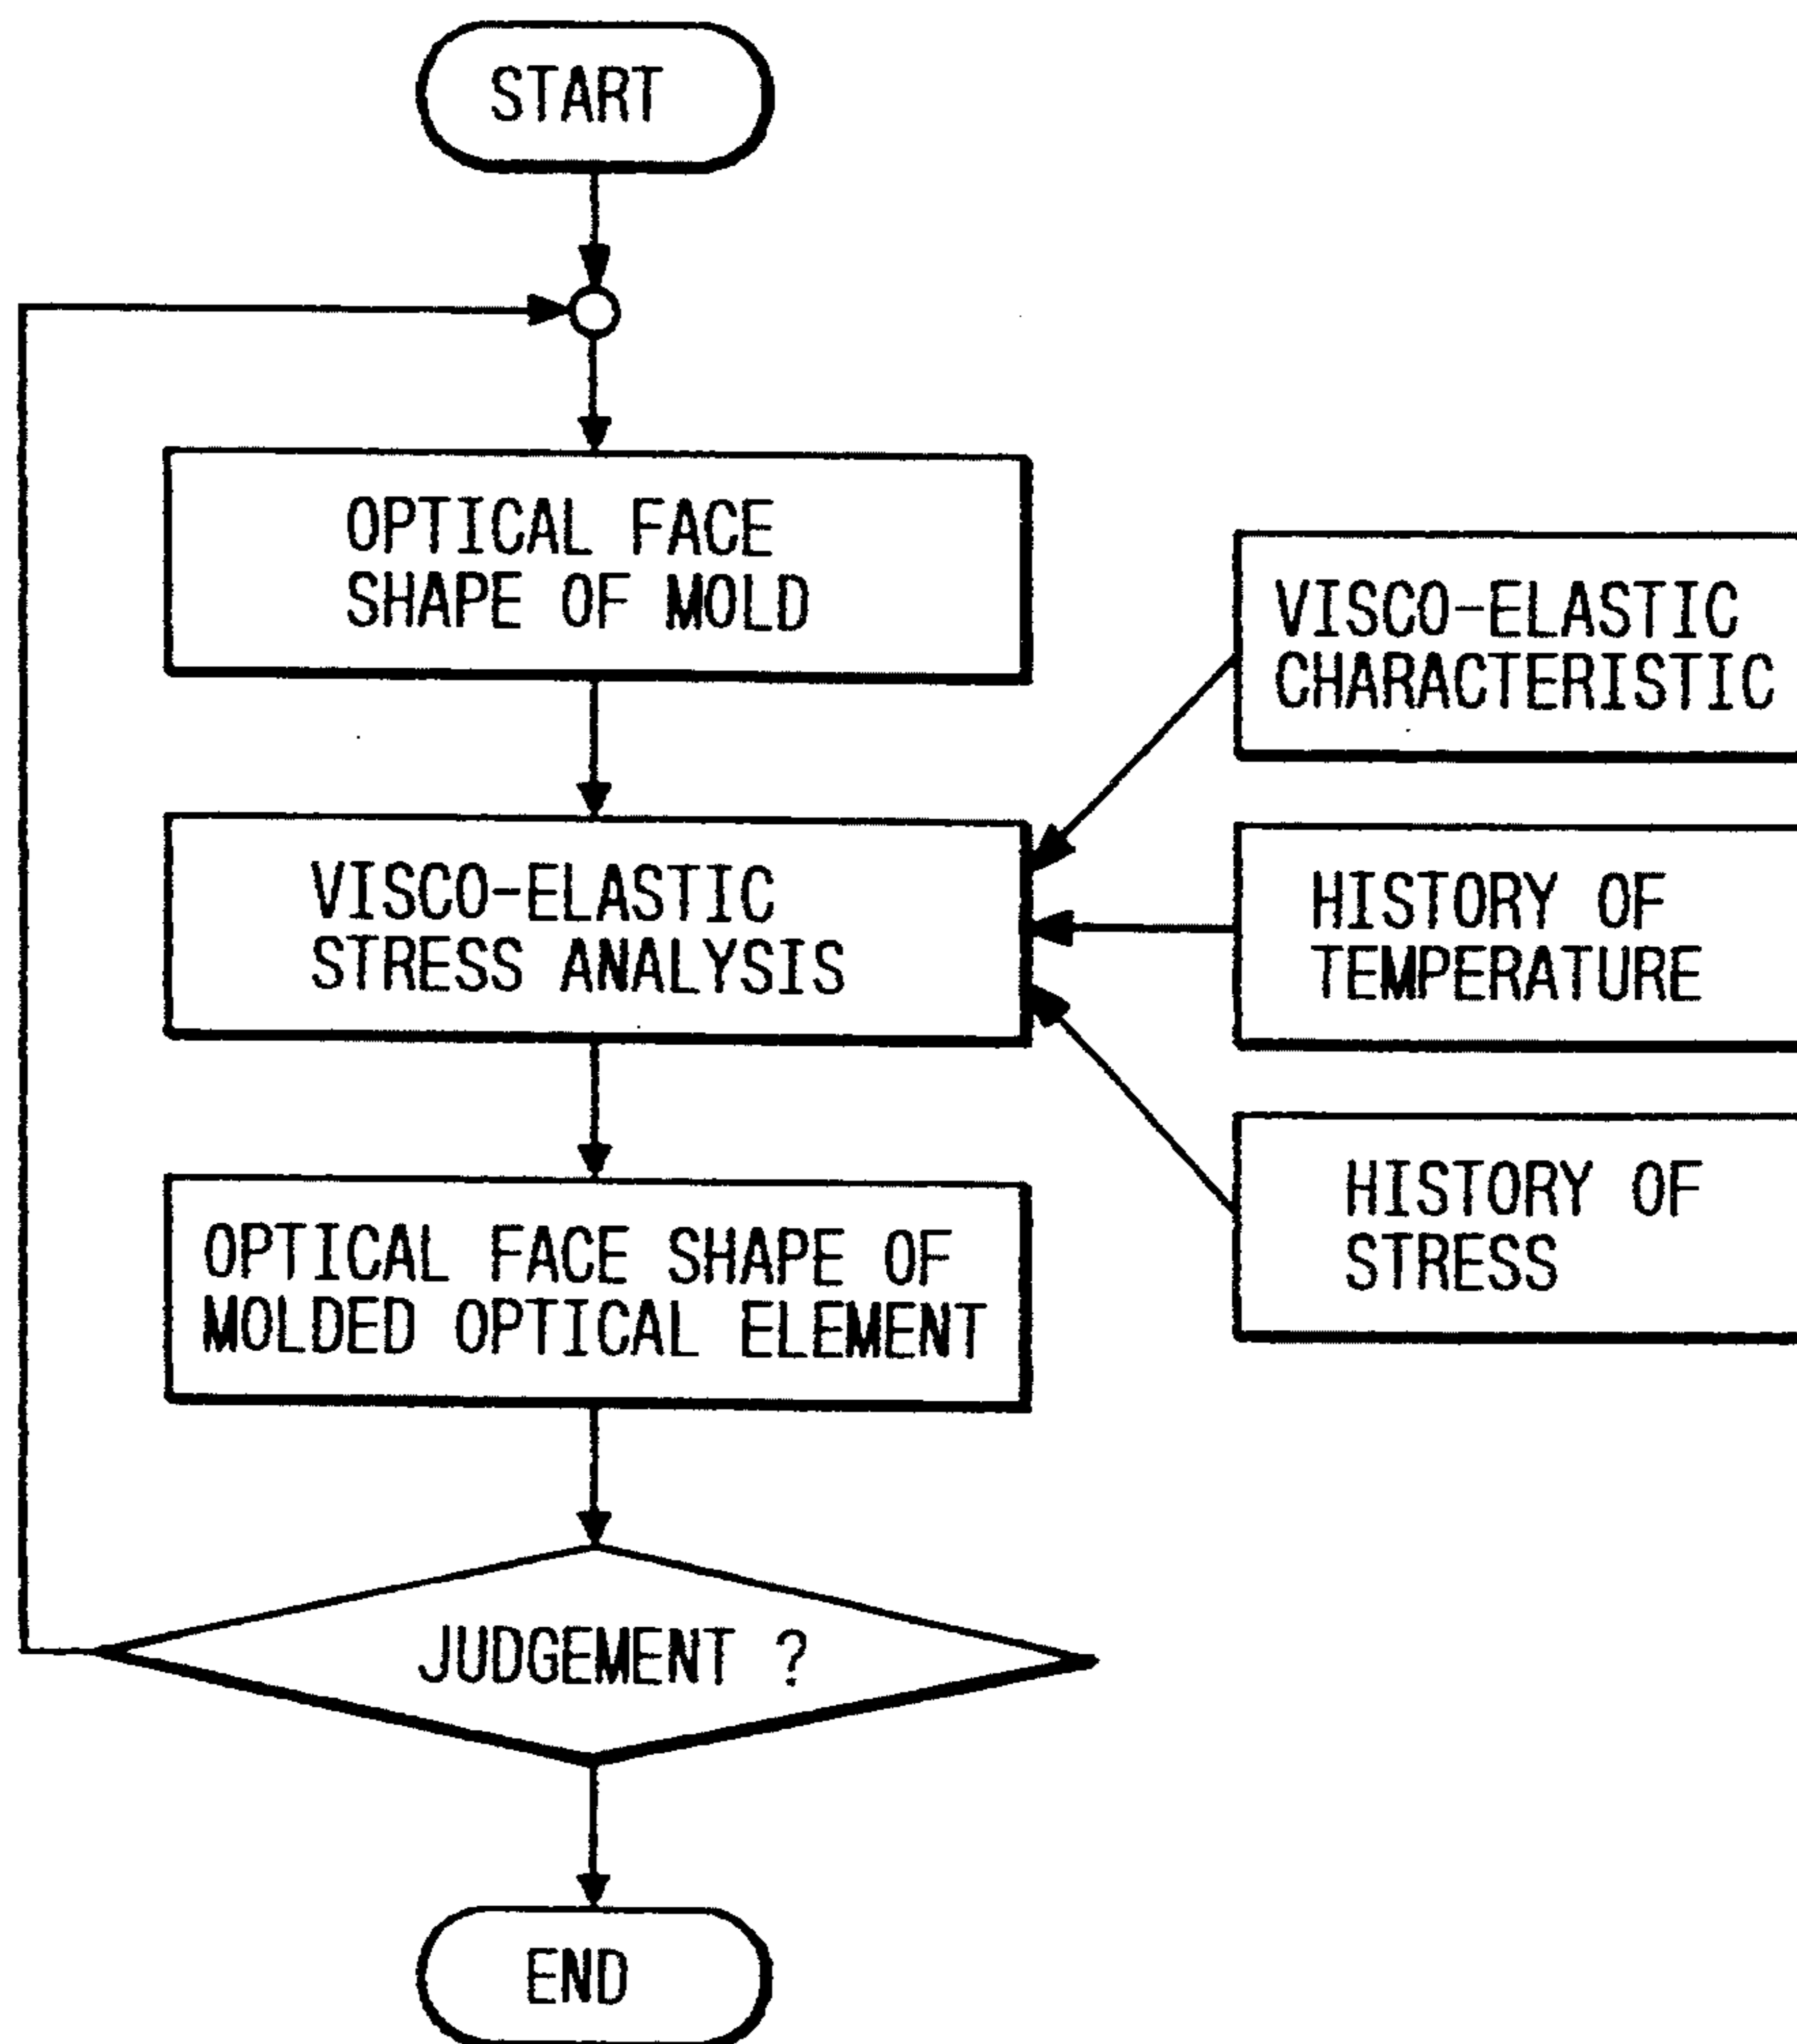 START
OPTICAL FACE
SHAPE OF MOLD
VISCO-ELASTIC
CHARACTERISTIC
VISCO-ELASTIC
STRESS ANALYSIS
HISTORY OF
TEMPERATURE
HISTORY OF
STRESS
OPTICAL FACE SHAPE OF
MOLDED OPTICAL ELEMENT
JUDGEMENT ?
END